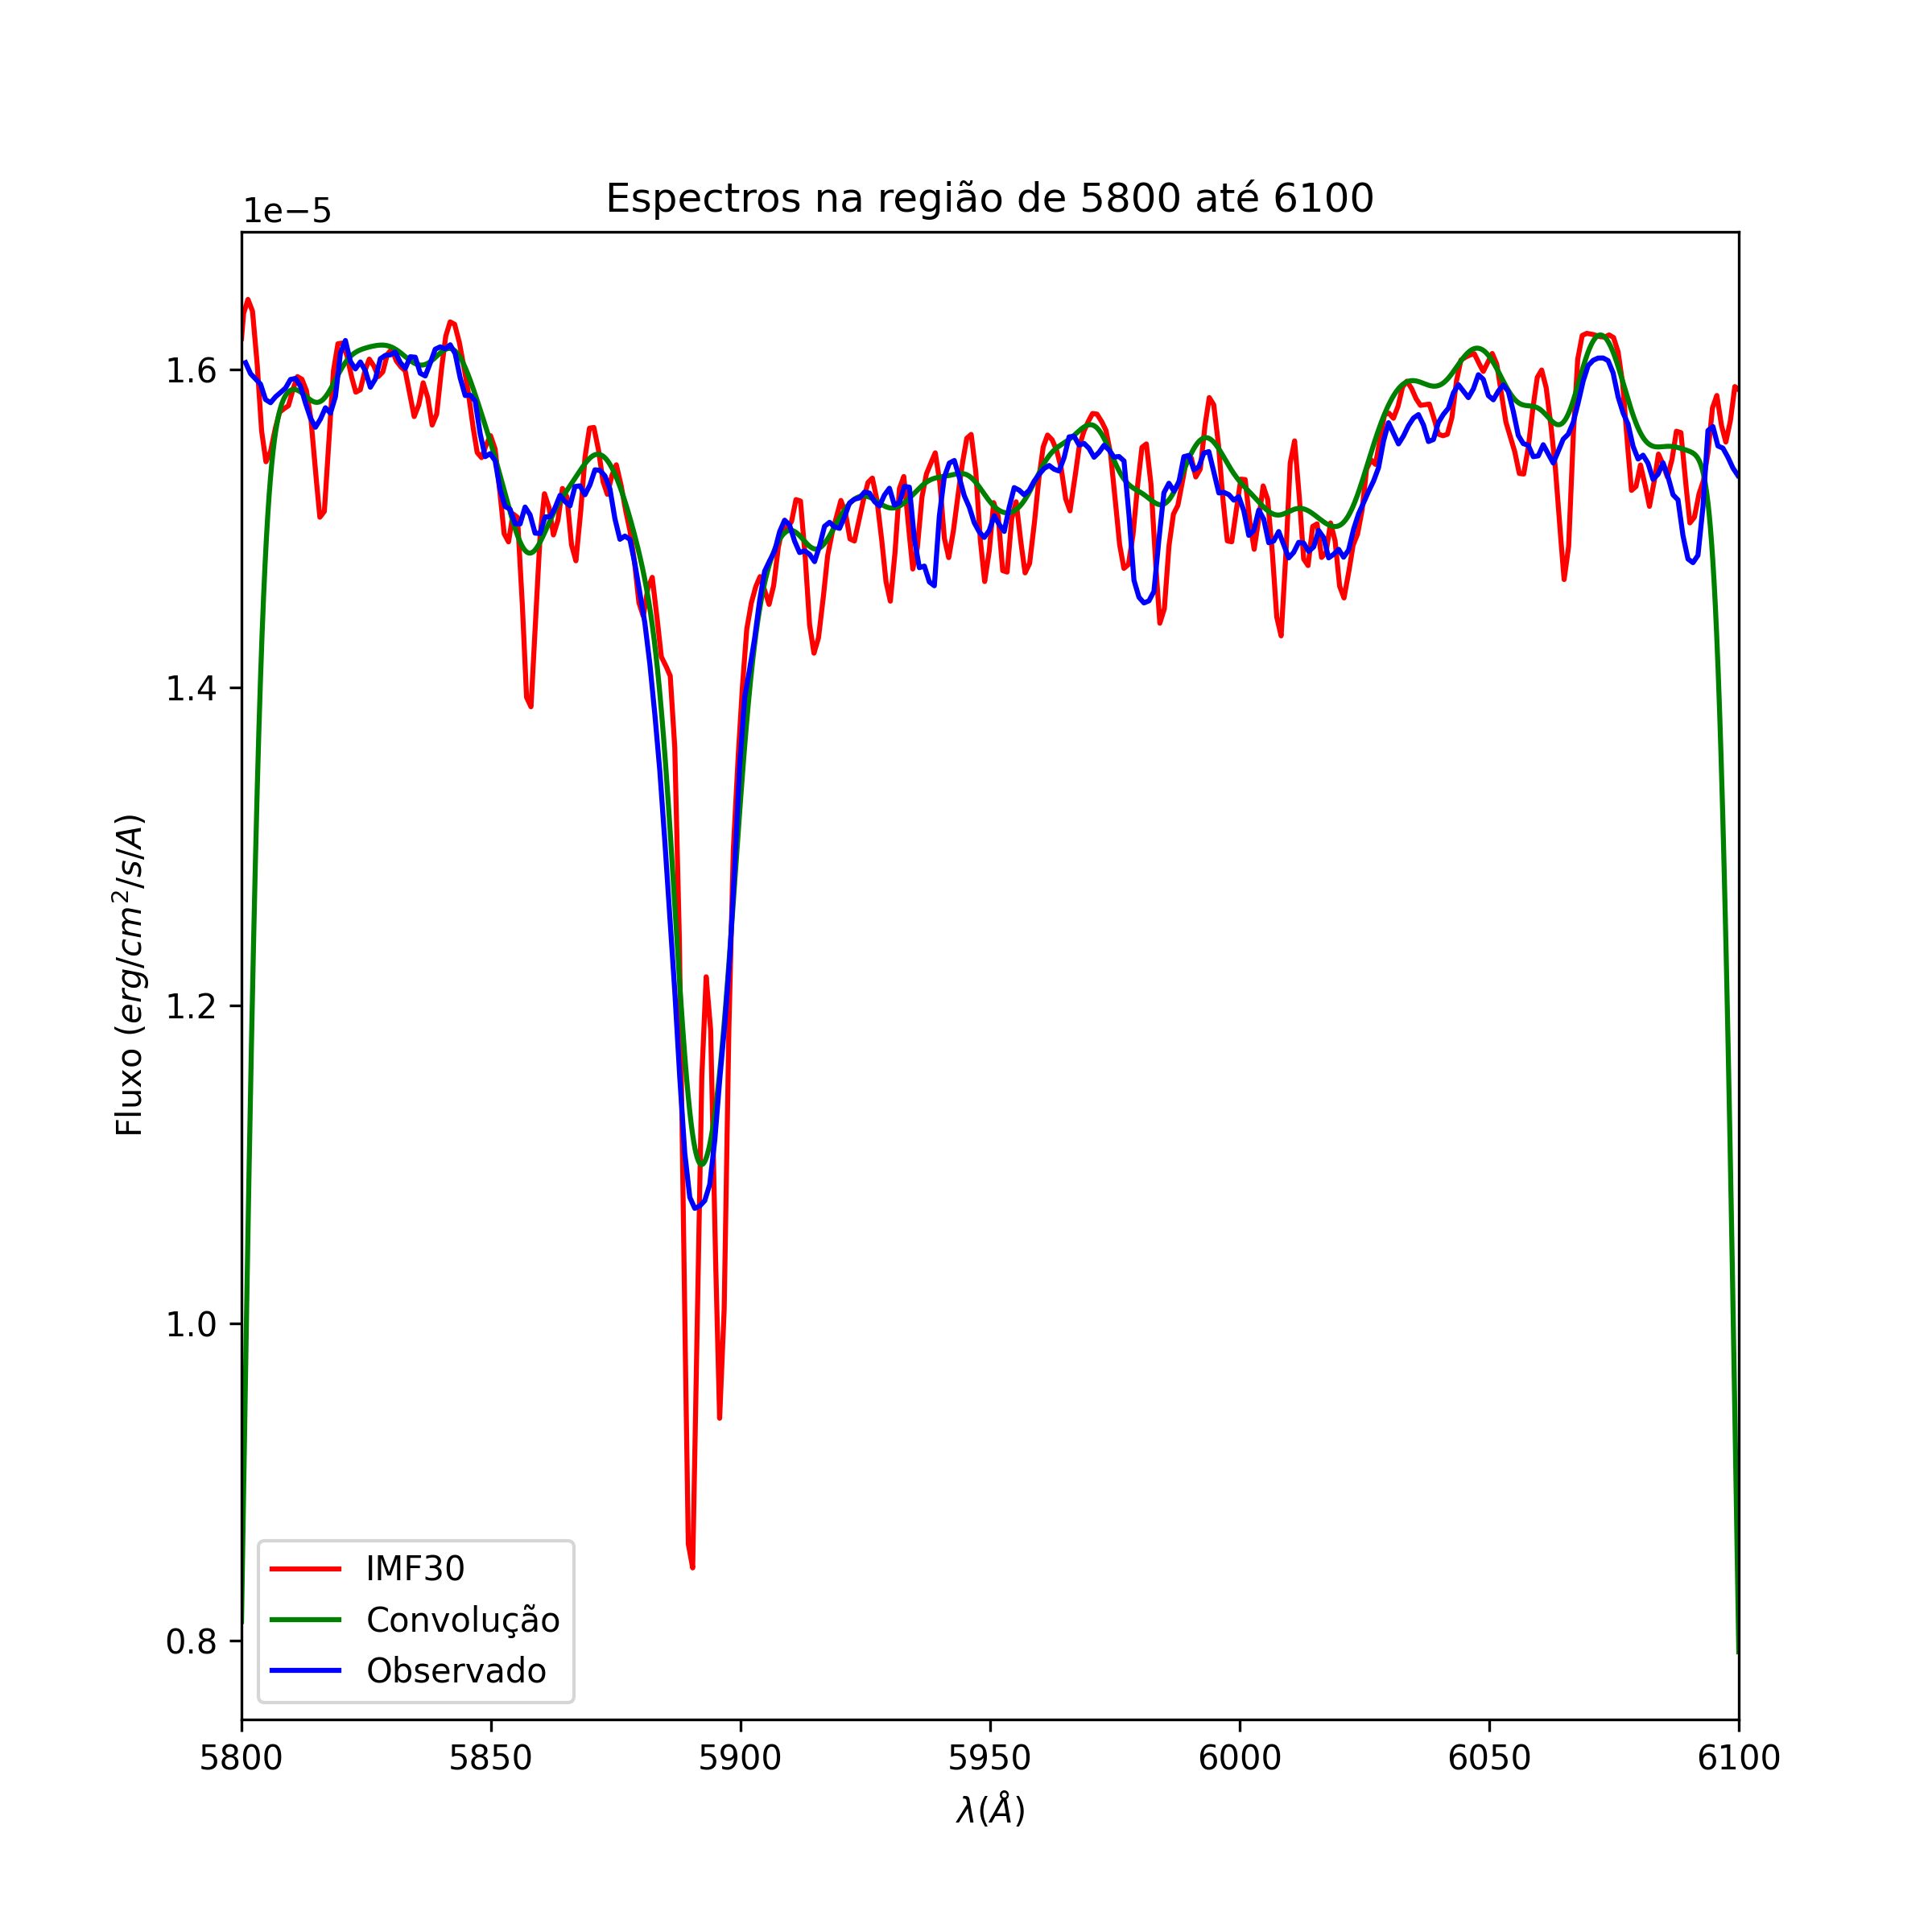 Espectros na região de 5800 até 6100
1e−5
1.6
1.4
1.2
1.0
0.8
Fluxo (erg/cm²/s/A)
IMF30
Convolução
Observado
5800 5850 5900 5950 6000 6050 6100
λ(Å)